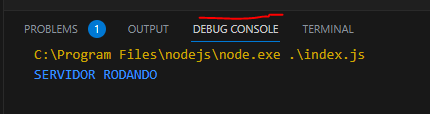 PROBLEMS 1 OUTPUT DEBUG CONSOLE TERMINAL
C:\Program Files\nodejs\node.exe .\index.js
SERVIDOR RODANDO